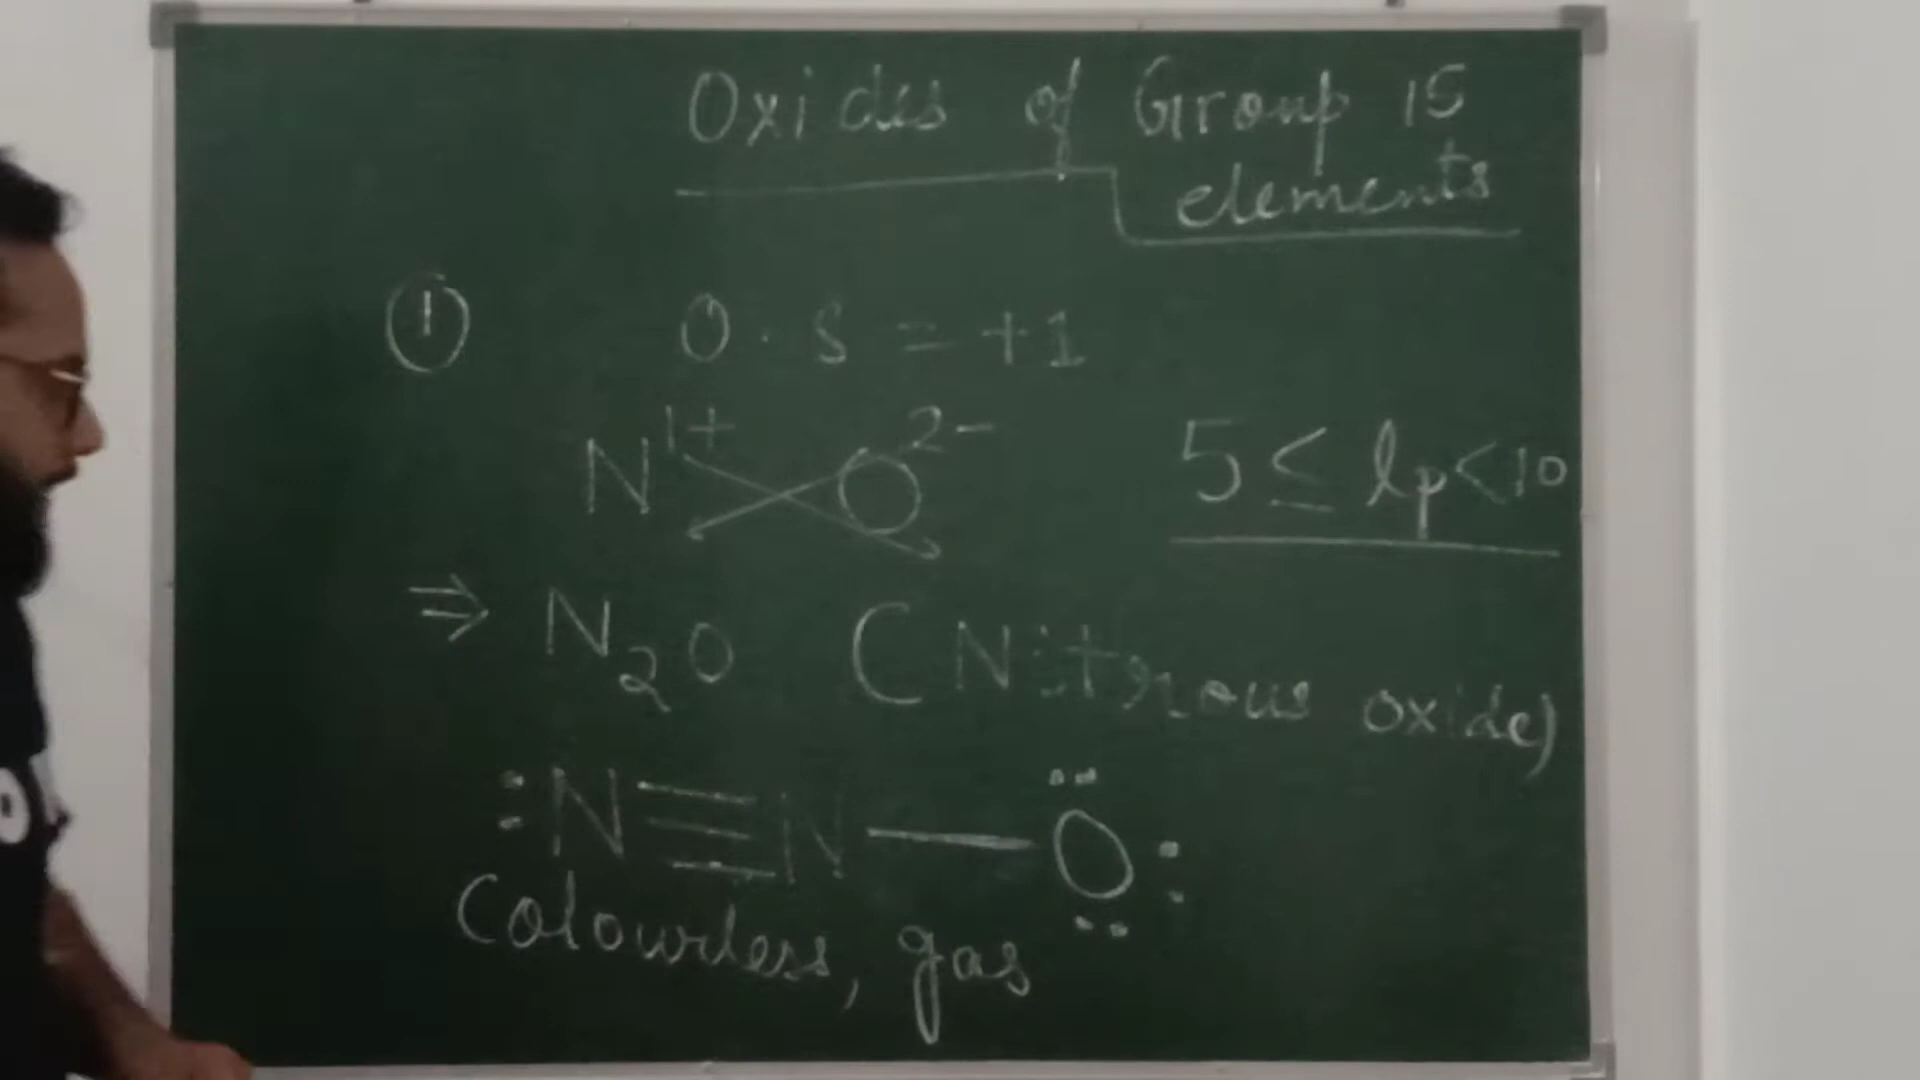 Oxides of Group 15
elements
① O.S = +1
N¹⁺ O²⁻
5 ≤ lp < 10
⇒ N₂O (Nitrous oxide)
:N≡N—O:
Colourless, gas